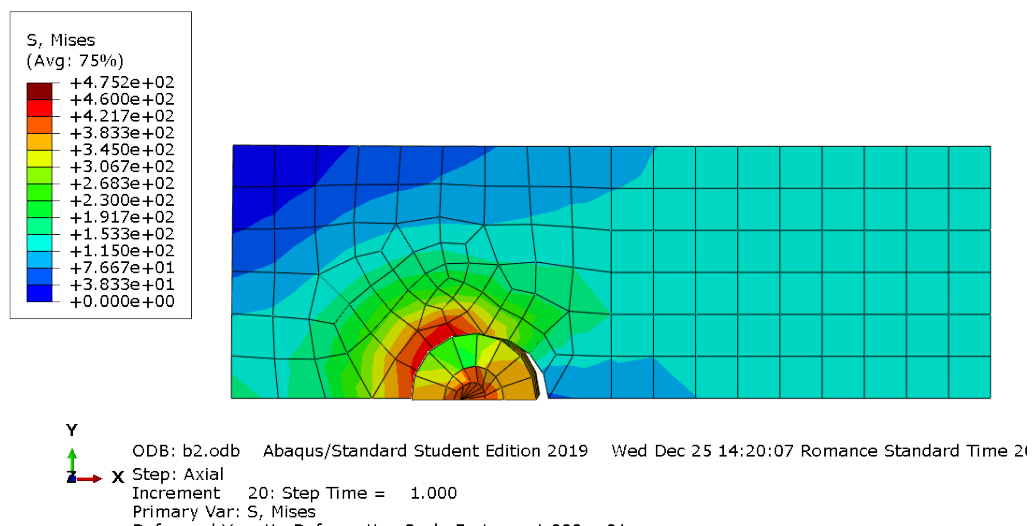 S, Mises
(Avg: 75%)
+4.752e+02
+4.600e+02
+4.217e+02
+3.833e+02
+3.450e+02
+3.067e+02
+2.683e+02
+2.300e+02
+1.917e+02
+1.533e+02
+1.150e+02
+7.667e+01
+3.833e+01
+0.000e+00
Y
Z
X
ODB: b2.odb Abaqus/Standard Student Edition 2019 Wed Dec 25 14:20:07 Romance Standard Time 20
Step: Axial
Increment 20: Step Time = 1.000
Primary Var: S, Mises